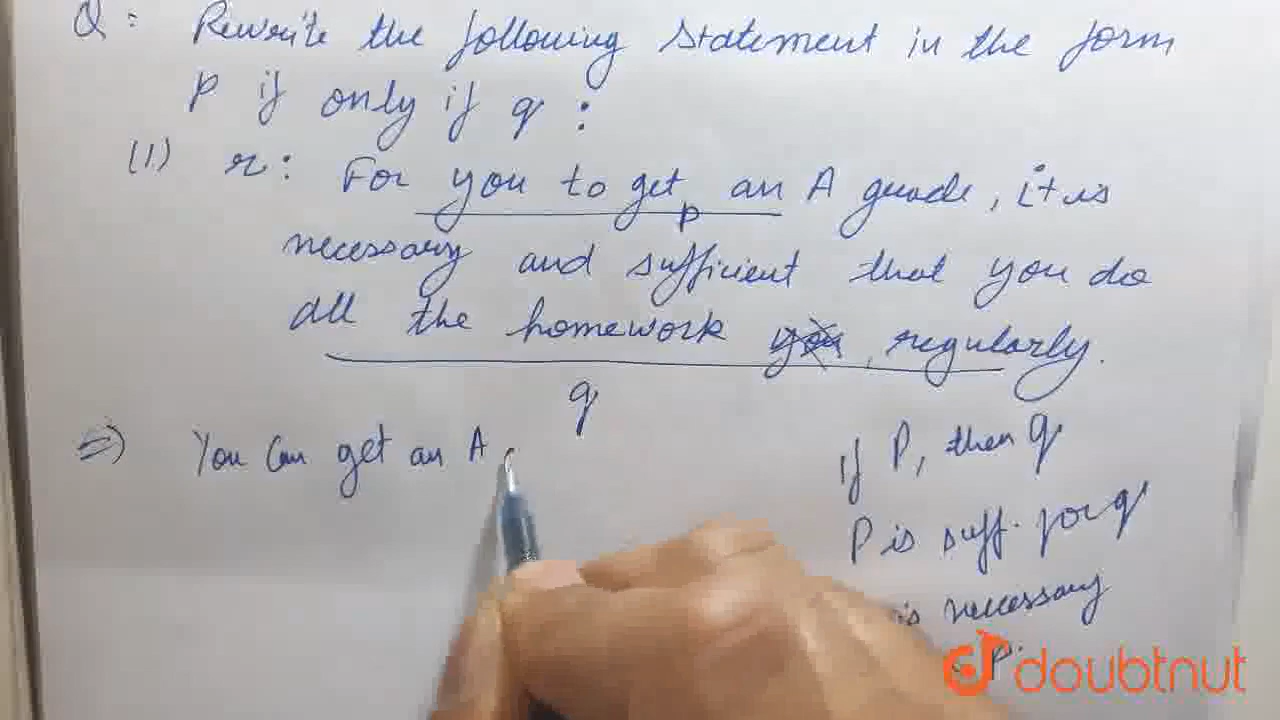 Q: Rewrite the following statement in the form
P if only if q :
(1) r: For you to get an A grade, it is
P
necessary and sufficient that you do
all the homework you, regularly.
q
=) You Can get an A
If P, then q
P is suff. for q
is necessary
P.
doubtnut